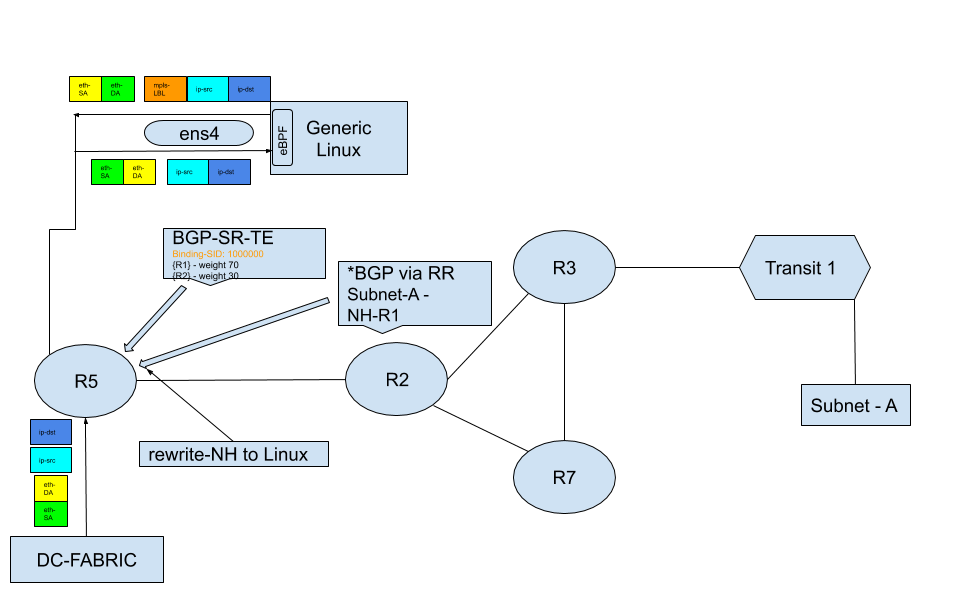 eth-
SA
eth-
DA
mpls-
LBL
ip-src
ip-dst
ens4
eBPF
Generic
Linux
eth-
SA
eth-
DA
ip-src
ip-dst
BGP-SR-TE
Binding-SID: 1000000
{R1} - weight 70
{R2} - weight 30
*BGP via RR
Subnet-A -
NH-R1
R3
Transit 1
R5
R2
Subnet - A
rewrite-NH to Linux
R7
ip-dst
ip-src
eth-
DA
eth-
SA
DC-FABRIC